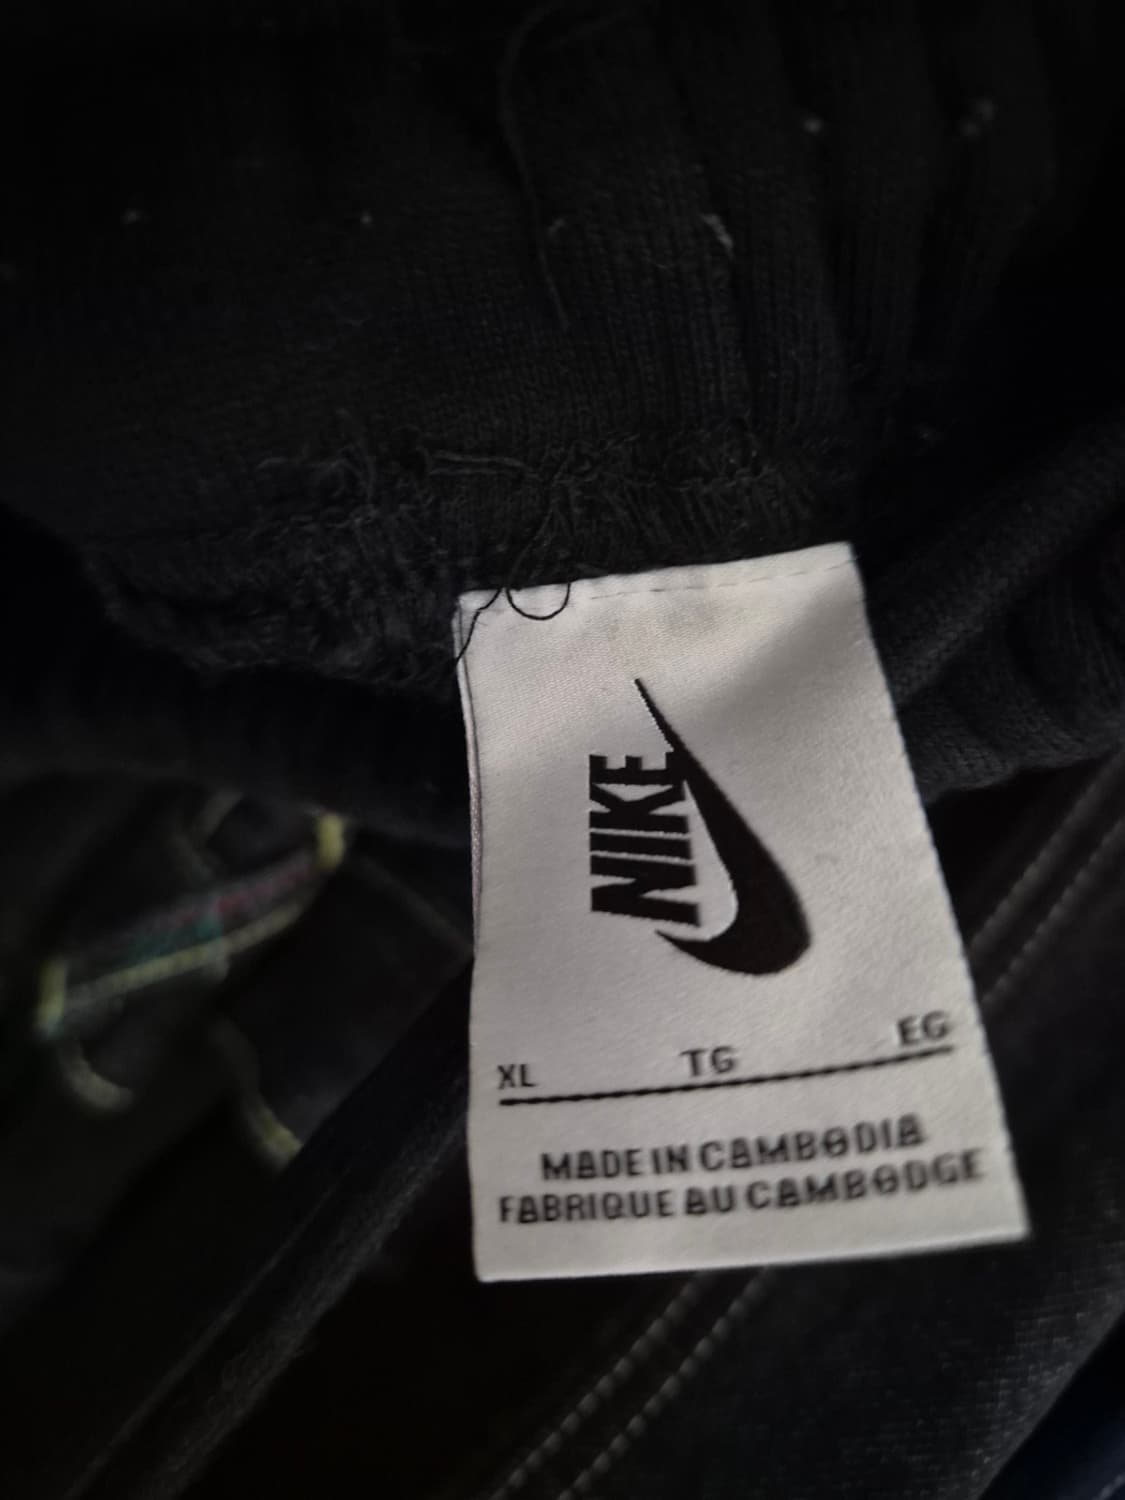 NIKE
XL TG EG
MADE IN CAMBODIA
FABRIQUE AU CAMBODGE